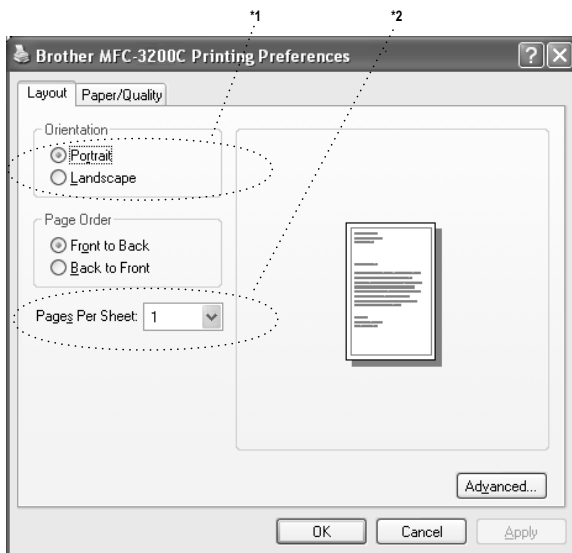 *1 *2
Brother MFC-3200C Printing Preferences
Layout Paper/Quality
Orientation
Portrait
Landscape
Page Order
Front to Back
Back to Front
Pages Per Sheet: 1
Advanced...
OK Cancel Apply